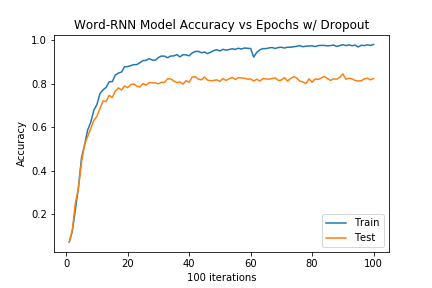 Word-RNN Model Accuracy vs Epochs w/ Dropout
1.0
0.8
0.6
0.4
0.2
Accuracy
0 20 40 60 80 100
100 iterations
Train
Test